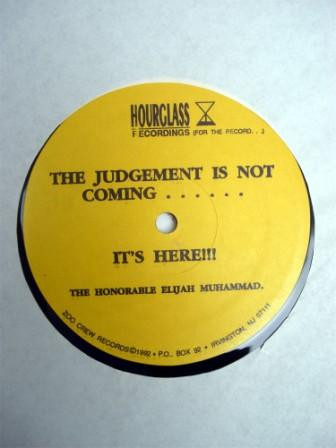 HOURGLASS
RECORDINGS (FOR THE RECORD. . .)
THE JUDGEMENT IS NOT
COMING . . . . . .
IT'S HERE!!!
THE HONORABLE ELIJAH MUHAMMAD.
ZOO CREW RECORDS©1992 • P.O. BOX 92 • IRVINGTON, NJ 07111